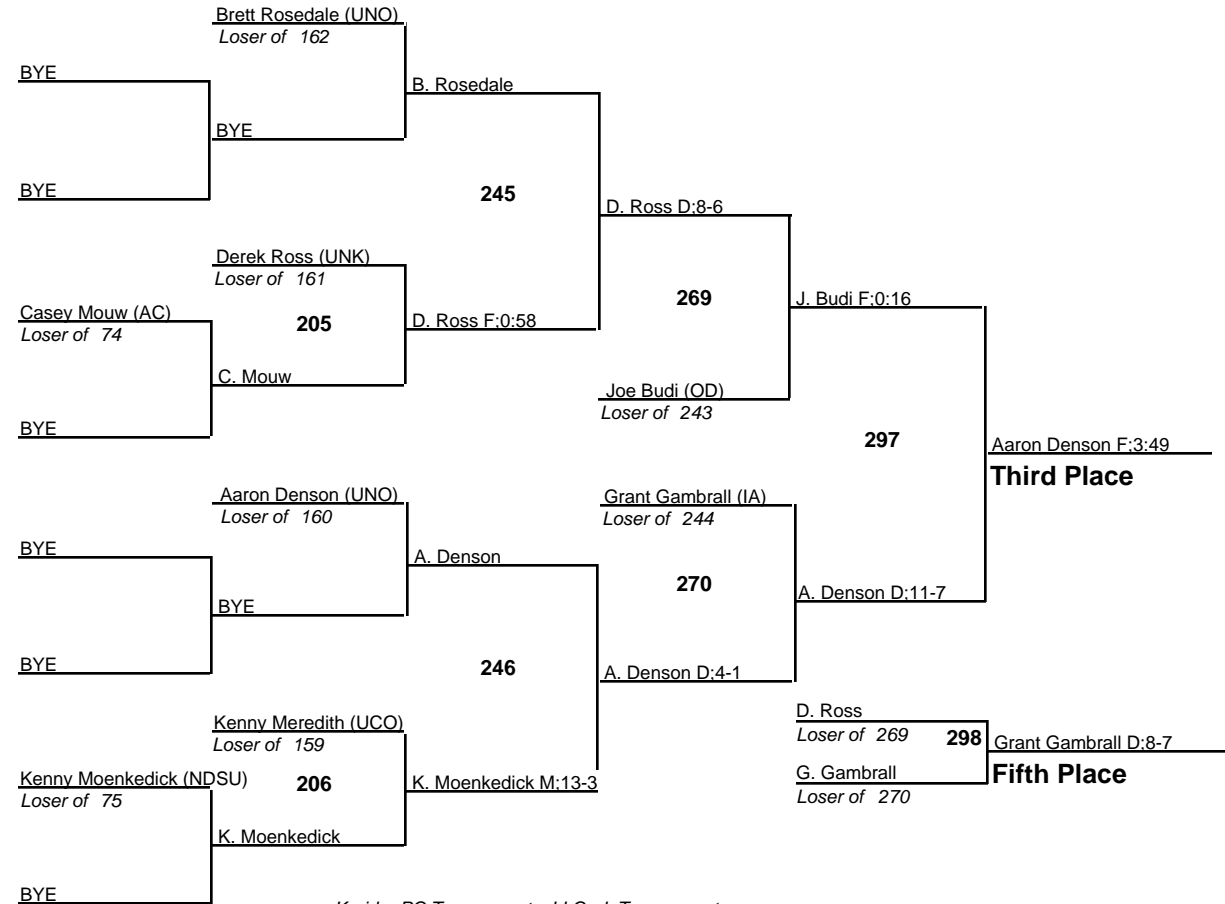 Brett Rosedale (UNO)
Loser of 162
BYE
B. Rosedale
BYE
BYE
245
D. Ross D;8-6
Derek Ross (UNK)
Loser of 161
Casey Mouw (AC)
Loser of 74
205
D. Ross F;0:58
269
J. Budi F;0:16
C. Mouw
Joe Budi (OD)
Loser of 243
BYE
297
Aaron Denson F;3:49
Third Place
Aaron Denson (UNO)
Loser of 160
Grant Gambrall (IA)
Loser of 244
BYE
A. Denson
270
A. Denson D;11-7
BYE
BYE
246
A. Denson D;4-1
Kenny Meredith (UCO)
Loser of 159
D. Ross
Loser of 269
298
Grant Gambrall D;8-7
Fifth Place
Kenny Moenkedick (NDSU)
Loser of 75
206
K. Moenkedick M;13-3
G. Gambrall
Loser of 270
K. Moenkedick
BYE